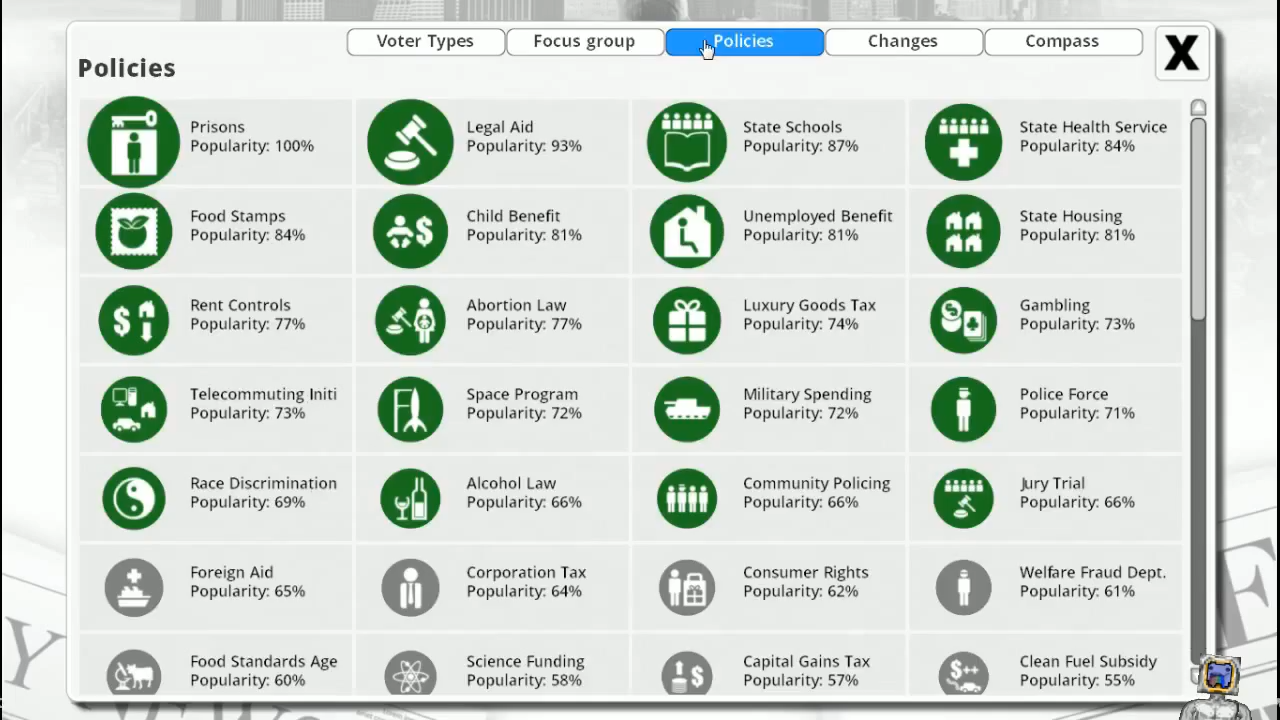 Voter Types
Focus group
Policies
Changes
Compass
X
Policies
Prisons
Popularity: 100%
Legal Aid
Popularity: 93%
State Schools
Popularity: 87%
State Health Service
Popularity: 84%
Food Stamps
Popularity: 84%
Child Benefit
Popularity: 81%
Unemployed Benefit
Popularity: 81%
State Housing
Popularity: 81%
Rent Controls
Popularity: 77%
Abortion Law
Popularity: 77%
Luxury Goods Tax
Popularity: 74%
Gambling
Popularity: 73%
Telecommuting Initi
Popularity: 73%
Space Program
Popularity: 72%
Military Spending
Popularity: 72%
Police Force
Popularity: 71%
Race Discrimination
Popularity: 69%
Alcohol Law
Popularity: 66%
Community Policing
Popularity: 66%
Jury Trial
Popularity: 66%
Foreign Aid
Popularity: 65%
Corporation Tax
Popularity: 64%
Consumer Rights
Popularity: 62%
Welfare Fraud Dept.
Popularity: 61%
Food Standards Age
Popularity: 60%
Science Funding
Popularity: 58%
Capital Gains Tax
Popularity: 57%
$++
Clean Fuel Subsidy
Popularity: 55%